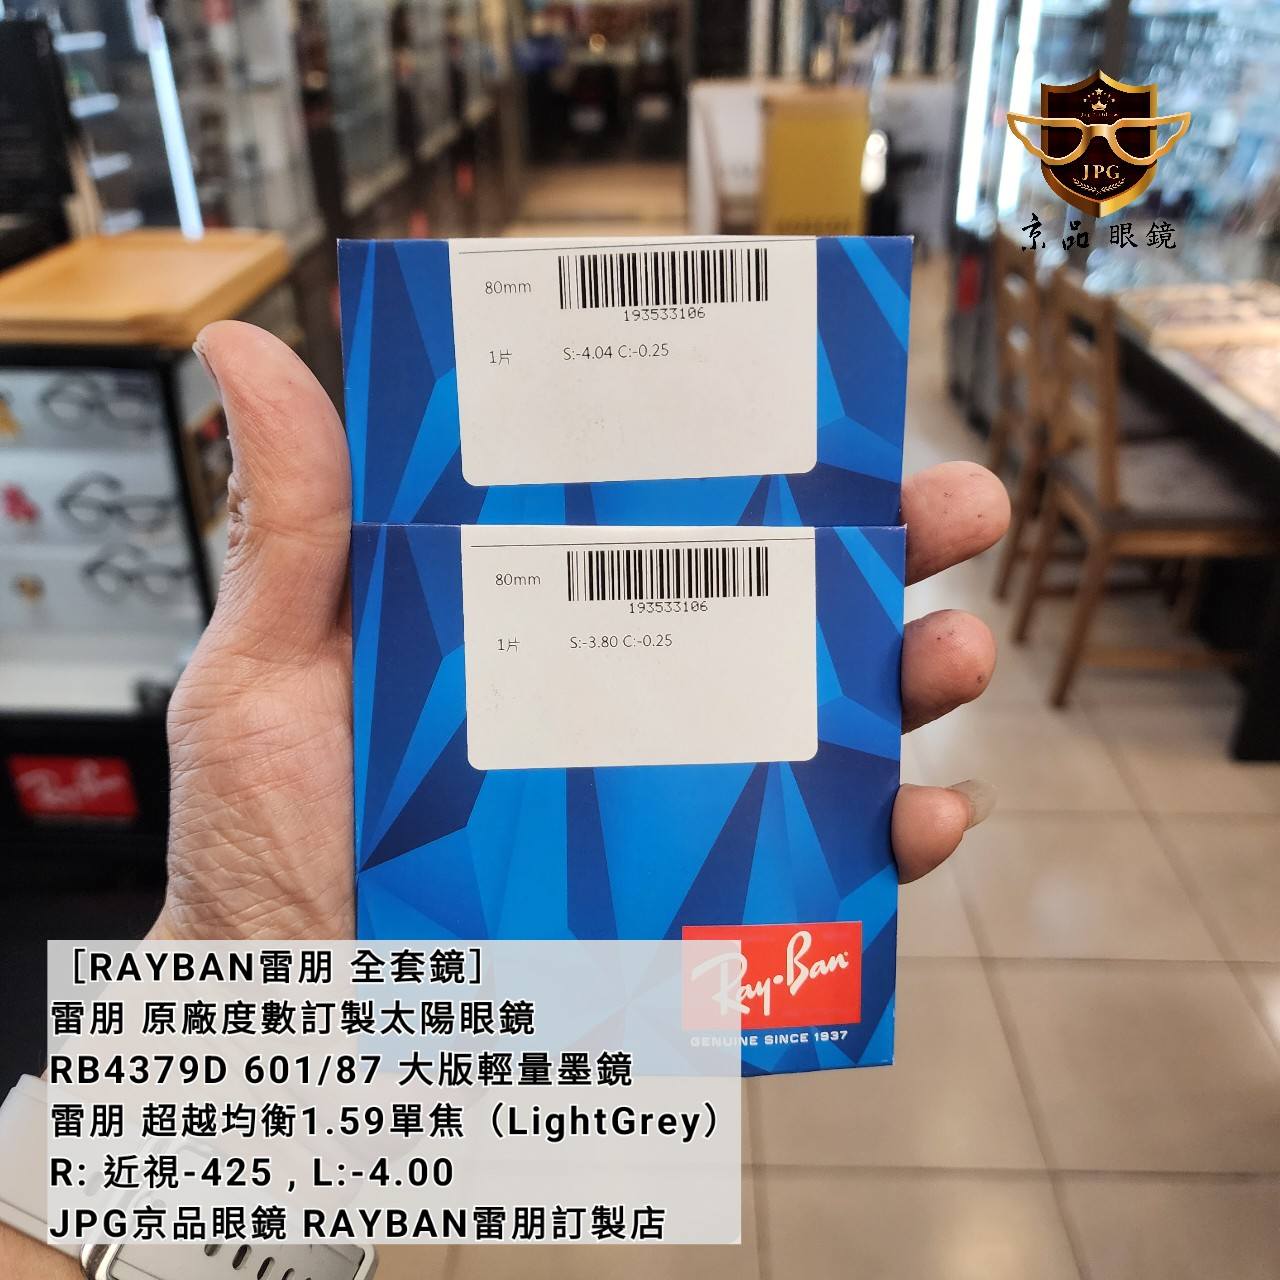 JPG
京品 眼鏡
80mm
193533106
1片 S:-4.04 C:-0.25
80mm
193533106
1片 S:-3.80 C:-0.25
Ray-Ban
GENUINE SINCE 1937
Ray-Ban
［RAYBAN雷朋 全套鏡］
雷朋 原廠度數訂製太陽眼鏡
RB4379D 601/87 大版輕量墨鏡
雷朋 超越均衡1.59單焦（LightGrey）
R: 近視-425 , L:-4.00
JPG京品眼鏡 RAYBAN雷朋訂製店